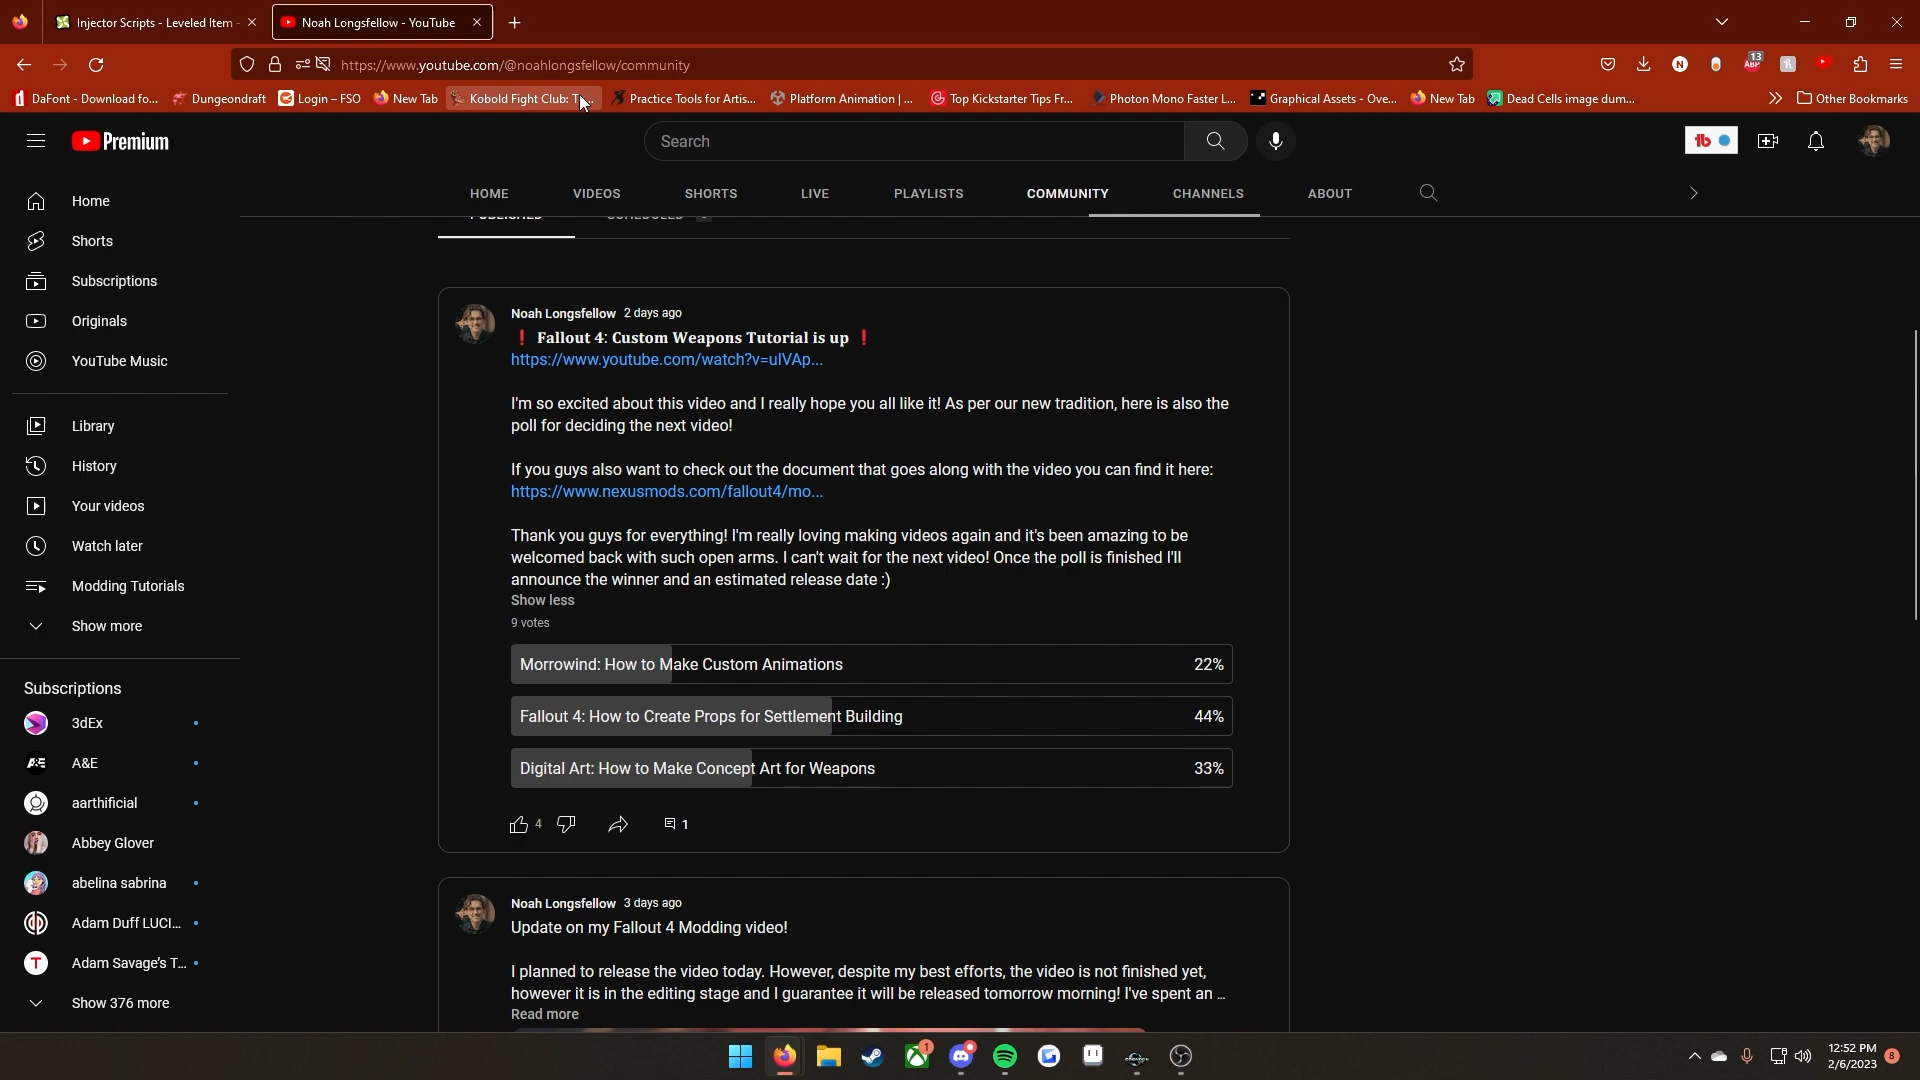 Injector Scripts - Leveled Item -
Noah Longsfellow - YouTube
https://www.youtube.com/@noahlongsfellow/community
13
ABP
N
DaFont - Download fo...
Dungeondraft
Login – FSO
New Tab
Kobold Fight Club: T...
Practice Tools for Artis...
Platform Animation | ...
Top Kickstarter Tips Fr...
Photon Mono Faster L...
Graphical Assets - Ove...
New Tab
Dead Cells image dum...
Other Bookmarks
Premium
Search
tb
HOME
VIDEOS
SHORTS
LIVE
PLAYLISTS
COMMUNITY
CHANNELS
ABOUT
PUBLISHED
SCHEDULED
Home
Shorts
Subscriptions
Originals
YouTube Music
Library
History
Your videos
Watch later
Modding Tutorials
Show more
Subscriptions
3dEx
A&E
aarthificial
Abbey Glover
abelina sabrina
Adam Duff LUCI...
T
Adam Savage's T...
Show 376 more
Noah Longsfellow 2 days ago
❗ Fallout 4: Custom Weapons Tutorial is up ❗
https://www.youtube.com/watch?v=uIVAp...
I'm so excited about this video and I really hope you all like it! As per our new tradition, here is also the
poll for deciding the next video!
If you guys also want to check out the document that goes along with the video you can find it here:
https://www.nexusmods.com/fallout4/mo...
Thank you guys for everything! I'm really loving making videos again and it's been amazing to be
welcomed back with such open arms. I can't wait for the next video! Once the poll is finished I'll
announce the winner and an estimated release date :)
Show less
9 votes
Morrowind: How to Make Custom Animations 22%
Fallout 4: How to Create Props for Settlement Building 44%
Digital Art: How to Make Concept Art for Weapons 33%
4
1
Noah Longsfellow 3 days ago
Update on my Fallout 4 Modding video!
I planned to release the video today. However, despite my best efforts, the video is not finished yet,
however it is in the editing stage and I guarantee it will be released tomorrow morning! I've spent an ...
Read more
1
12:52 PM
2/6/2023
8